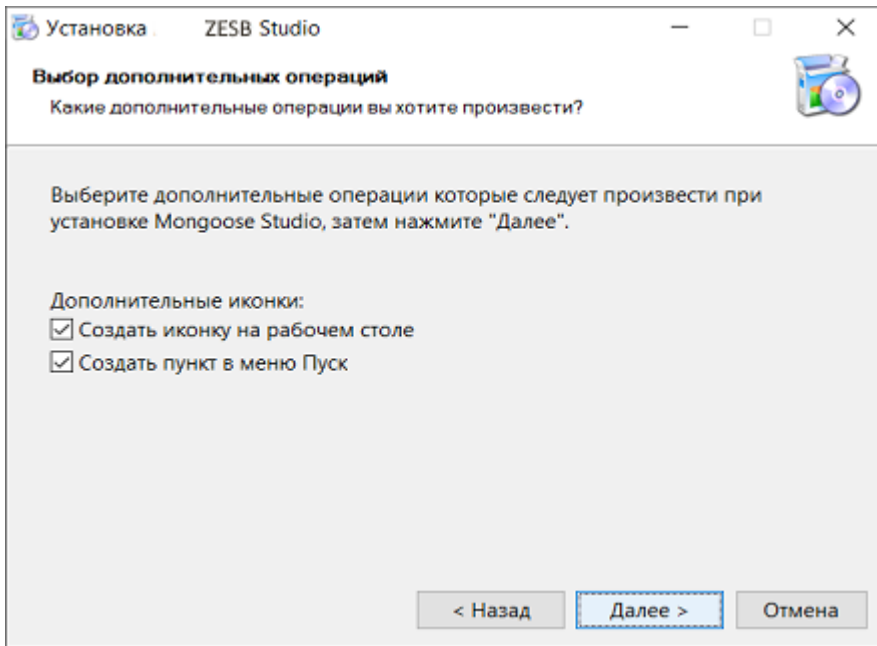 Установка ZESB Studio
Выбор дополнительных операций
Какие дополнительные операции вы хотите произвести?
Выберите дополнительные операции которые следует произвести при
установке Mongoose Studio, затем нажмите "Далее".
Дополнительные иконки:
Создать иконку на рабочем столе
Создать пункт в меню Пуск
< Назад
Далее >
Отмена